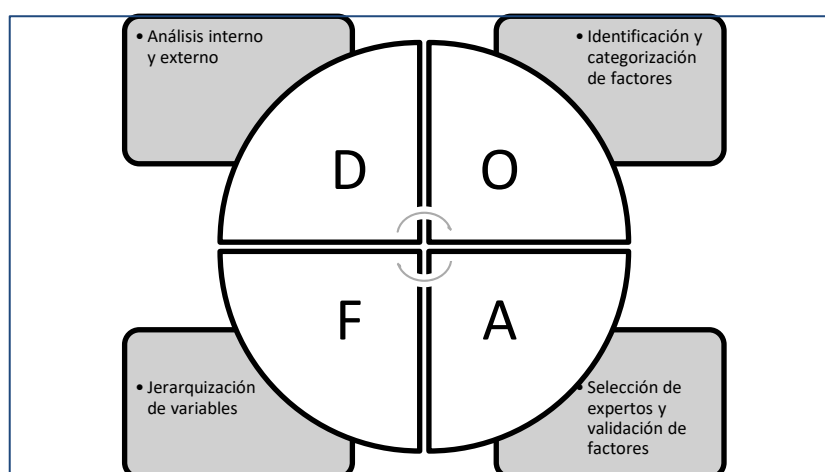 • Análisis interno
y externo
• Identificación y
categorización
de factores
D
O
F
A
• Jerarquización
de variables
• Selección de
expertos y
validación de
factores